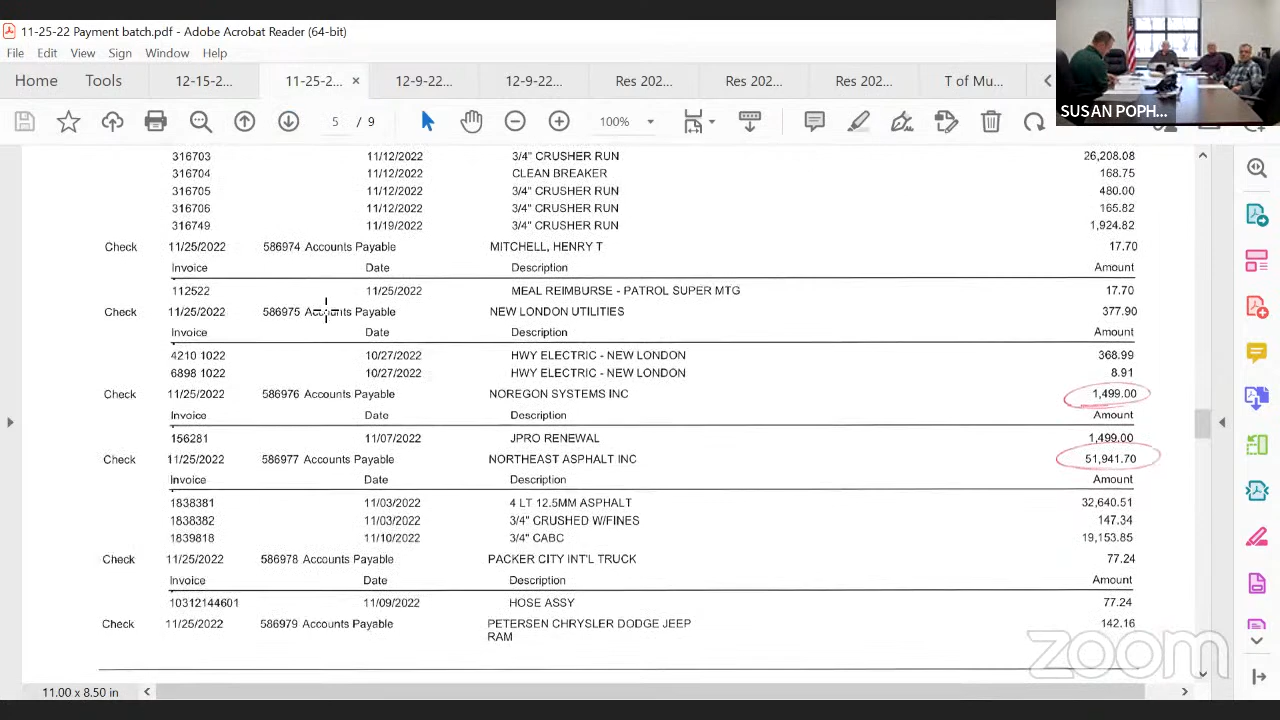 11-25-22 Payment batch.pdf - Adobe Acrobat Reader (64-bit)
File Edit View Sign Window Help
Home Tools 12-15-2... 11-25-2... × 12-9-22... 12-9-22... Res 202... Res 202... Res 202... T of Mu...
SUSAN POPH...
5 / 9 100%
316703 11/12/2022 3/4" CRUSHER RUN 26,208.08
316704 11/12/2022 CLEAN BREAKER 168.75
316705 11/12/2022 3/4" CRUSHER RUN 480.00
316706 11/12/2022 3/4" CRUSHER RUN 165.82
316749 11/19/2022 3/4" CRUSHER RUN 1,924.82
Check 11/25/2022 586974 Accounts Payable MITCHELL, HENRY T 17.70
Invoice Date Description Amount
112522 11/25/2022 MEAL REIMBURSE - PATROL SUPER MTG 17.70
Check 11/25/2022 586975 Accounts Payable NEW LONDON UTILITIES 377.90
Invoice Date Description Amount
4210 1022 10/27/2022 HWY ELECTRIC - NEW LONDON 368.99
6898 1022 10/27/2022 HWY ELECTRIC - NEW LONDON 8.91
Check 11/25/2022 586976 Accounts Payable NOREGON SYSTEMS INC 1,499.00
Invoice Date Description Amount
156281 11/07/2022 JPRO RENEWAL 1,499.00
Check 11/25/2022 586977 Accounts Payable NORTHEAST ASPHALT INC 51,941.70
Invoice Date Description Amount
1838381 11/03/2022 4 LT 12.5MM ASPHALT 32,640.51
1838382 11/03/2022 3/4" CRUSHED W/FINES 147.34
1839818 11/10/2022 3/4" CABC 19,153.85
Check 11/25/2022 586978 Accounts Payable PACKER CITY INT'L TRUCK 77.24
Invoice Date Description Amount
10312144601 11/09/2022 HOSE ASSY 77.24
Check 11/25/2022 586979 Accounts Payable PETERSEN CHRYSLER DODGE JEEP 142.16
RAM
zoom
11.00 x 8.50 in